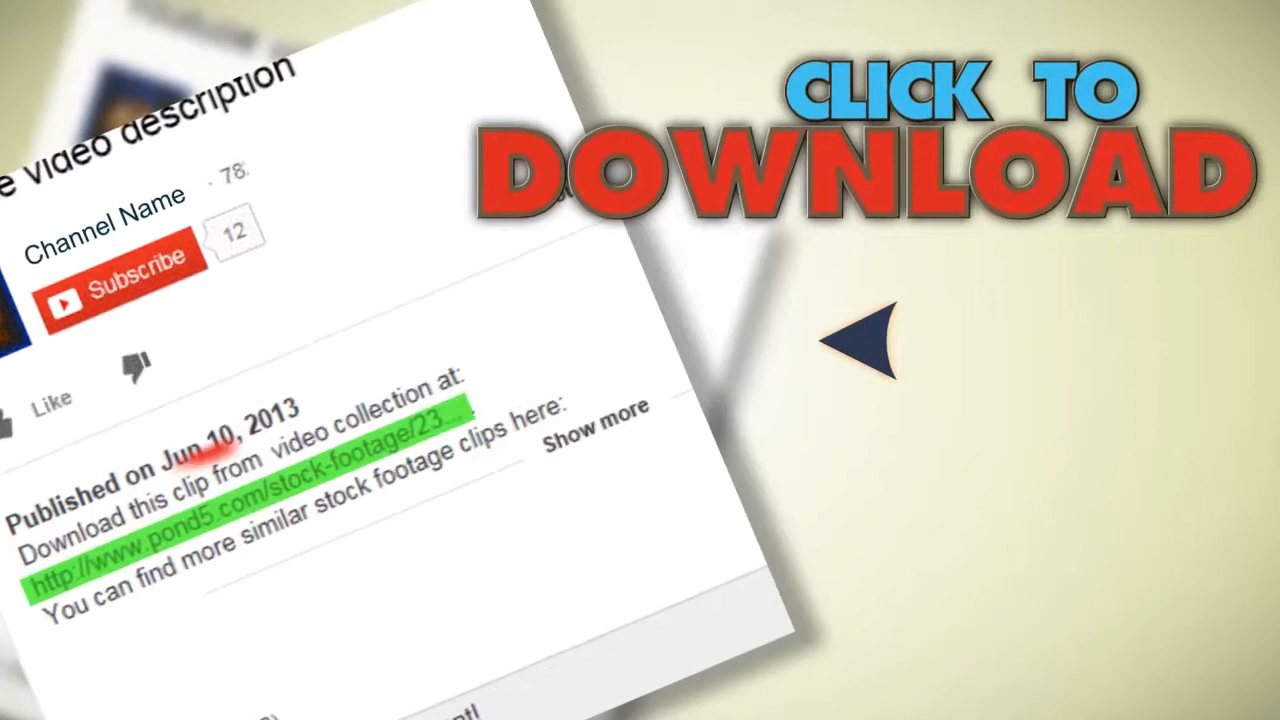 CLICK TO
DOWNLOAD
e video description
Channel Name
78
Subscribe
12
Like
Published on Jun 10, 2013
Download this clip from video collection at:
http://www.pond5.com/stock-footage/23...
You can find more similar stock footage clips here:
Show more